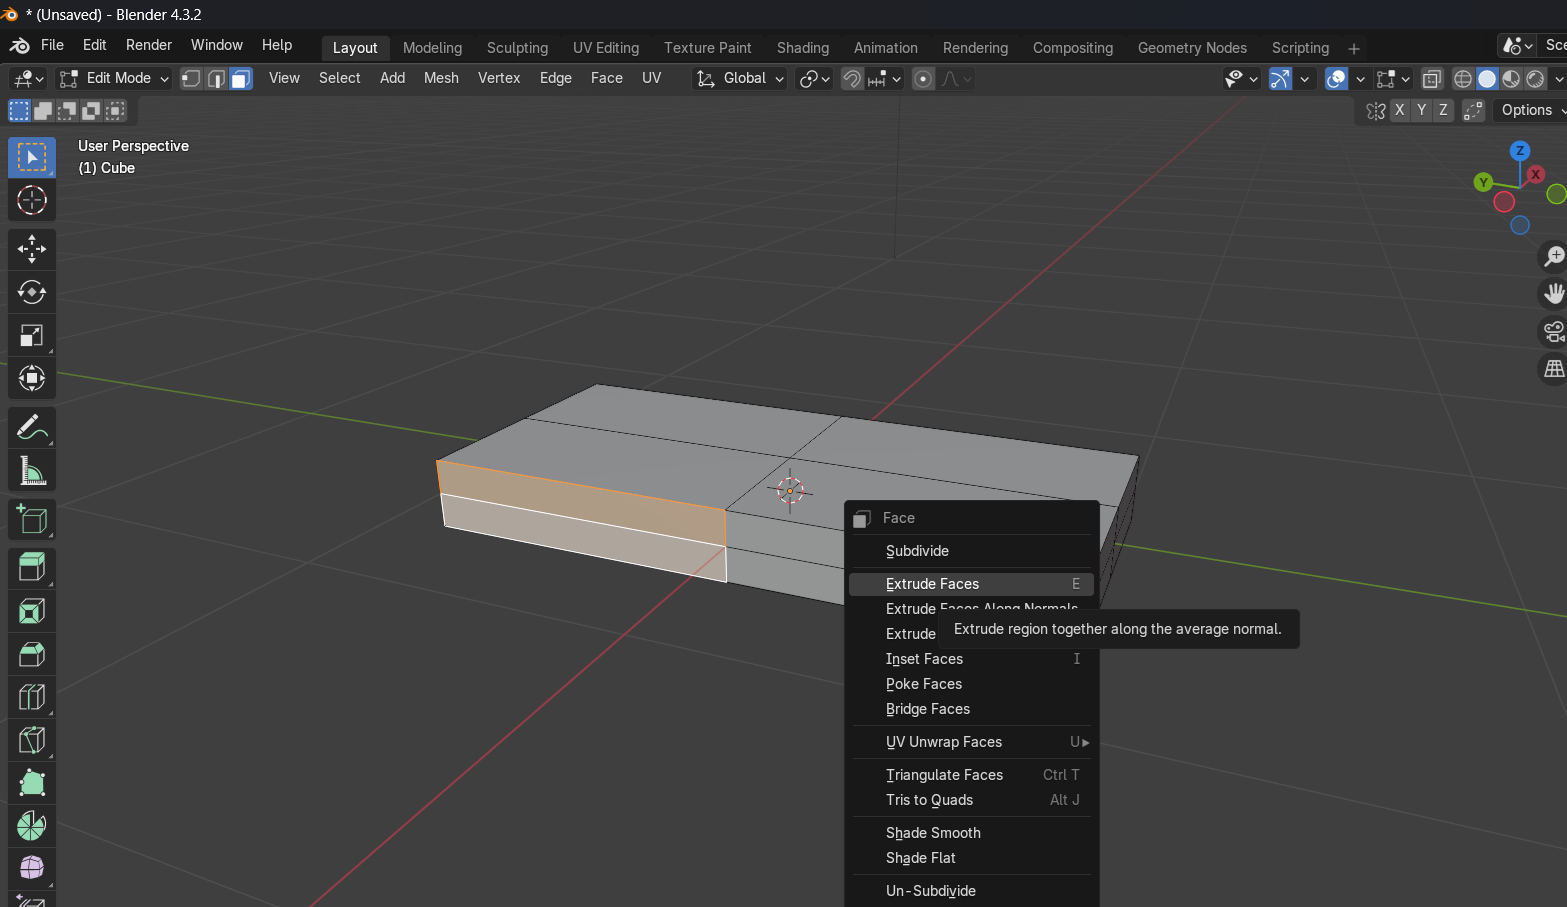 * (Unsaved) - Blender 4.3.2
File Edit Render Window Help Layout Modeling Sculpting UV Editing Texture Paint Shading Animation Rendering Compositing Geometry Nodes Scripting + Sce
Edit Mode View Select Add Mesh Vertex Edge Face UV Global
X Y Z Options
User Perspective
(1) Cube
Z
Y X
Face
Subdivide
Extrude Faces E
Extrude Faces Along Normals
Extrude
Extrude region together along the average normal.
Inset Faces I
Poke Faces
Bridge Faces
UV Unwrap Faces U
Triangulate Faces Ctrl T
Tris to Quads Alt J
Shade Smooth
Shade Flat
Un-Subdivide